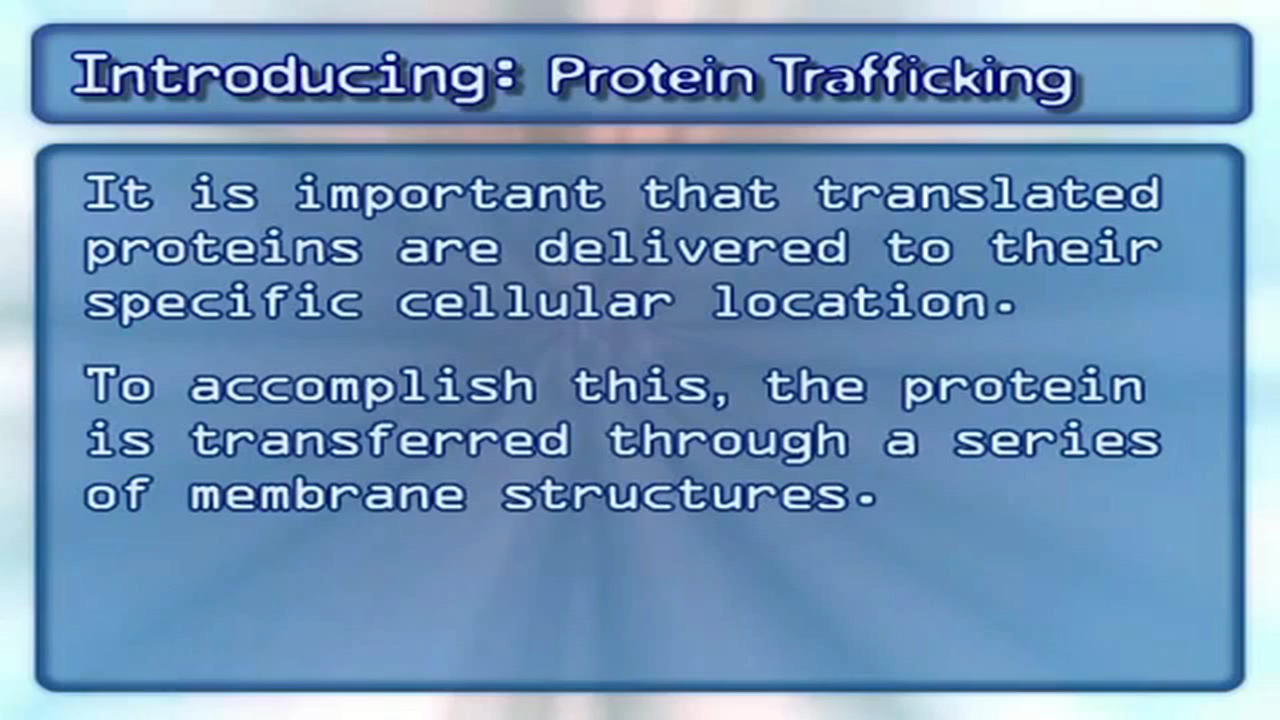 Introducing: Protein Trafficking
It is important that translated
proteins are delivered to their
specific cellular location.
To accomplish this, the protein
is transferred through a series
of membrane structures.